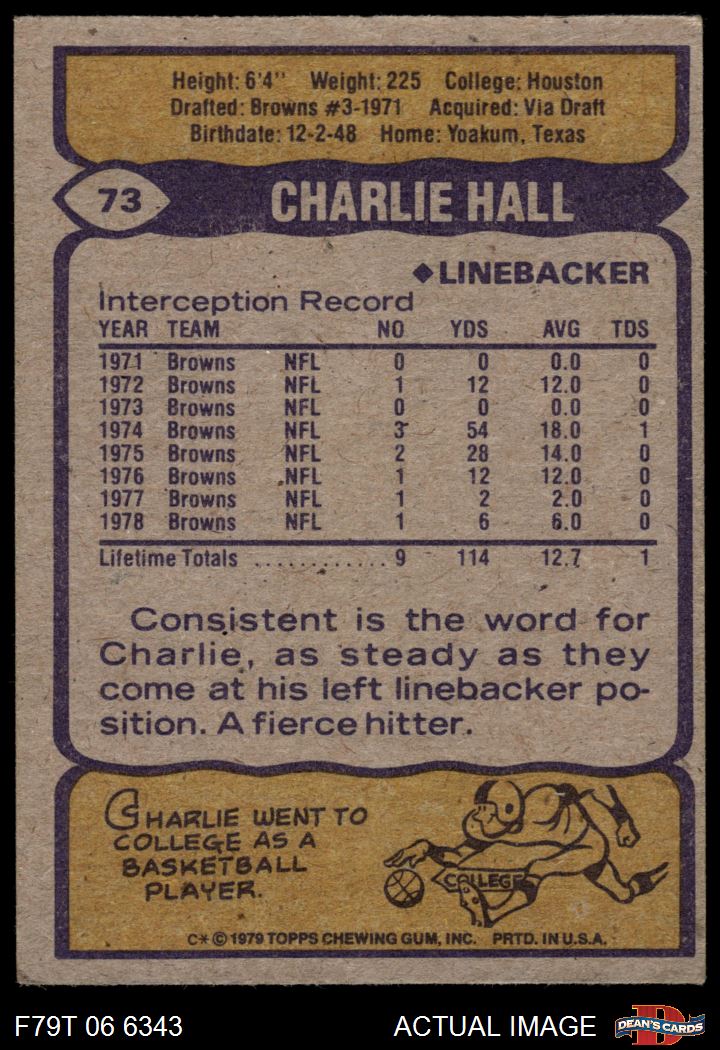 Height: 6'4" Weight: 225 College: Houston
Drafted: Browns #3-1971 Acquired: Via Draft
Birthdate: 12-2-48 Home: Yoakum, Texas
73 CHARLIE HALL
◆LINEBACKER
Interception Record
YEAR TEAM NO YDS AVG TDS
1971 Browns NFL 0 0 0.0 0
1972 Browns NFL 1 12 12.0 0
1973 Browns NFL 0 0 0.0 0
1974 Browns NFL 3 54 18.0 1
1975 Browns NFL 2 28 14.0 0
1976 Browns NFL 1 12 12.0 0
1977 Browns NFL 1 2 2.0 0
1978 Browns NFL 1 6 6.0 0
Lifetime Totals ............ 9 114 12.7 1
Consistent is the word for
Charlie, as steady as they
come at his left linebacker po-
sition. A fierce hitter.
CHARLIE WENT TO
COLLEGE AS A
BASKETBALL
PLAYER.
COLLEGE
C* © 1979 TOPPS CHEWING GUM, INC. PRTD. IN U.S.A.
F79T 06 6343 ACTUAL IMAGE D DEAN'S CARDS